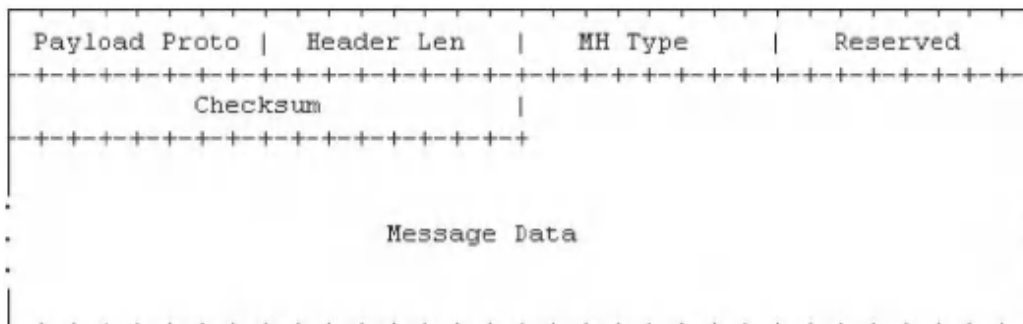 Payload Proto | Header Len | MH Type | Reserved
Checksum |
Message Data